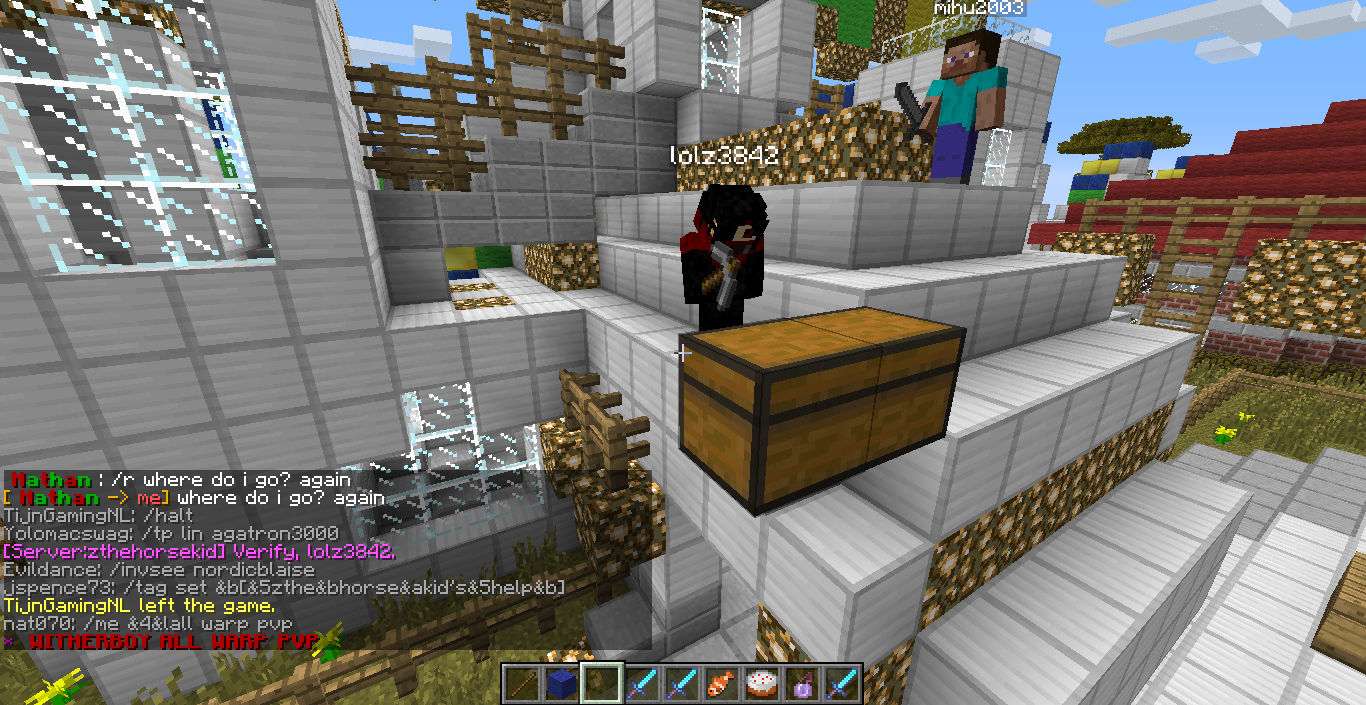 mihu2003
lolz3842
Nathan : /r where do i go? again
[ Nathan -> me] where do i go? again
TijnGamingNL: /halt
Yolomacswag: /tp lin agatron3000
[Server:zthehorsekid] Verify, lolz3842.
Evildance: /invsee nordicblaise
jspence73: /tag set &b[&5zthe&bhorse&akid's&5help&b]
TijnGamingNL left the game.
nat070: /me &4&lall warp pvp
* WITHERBOY ALL WARP PVP